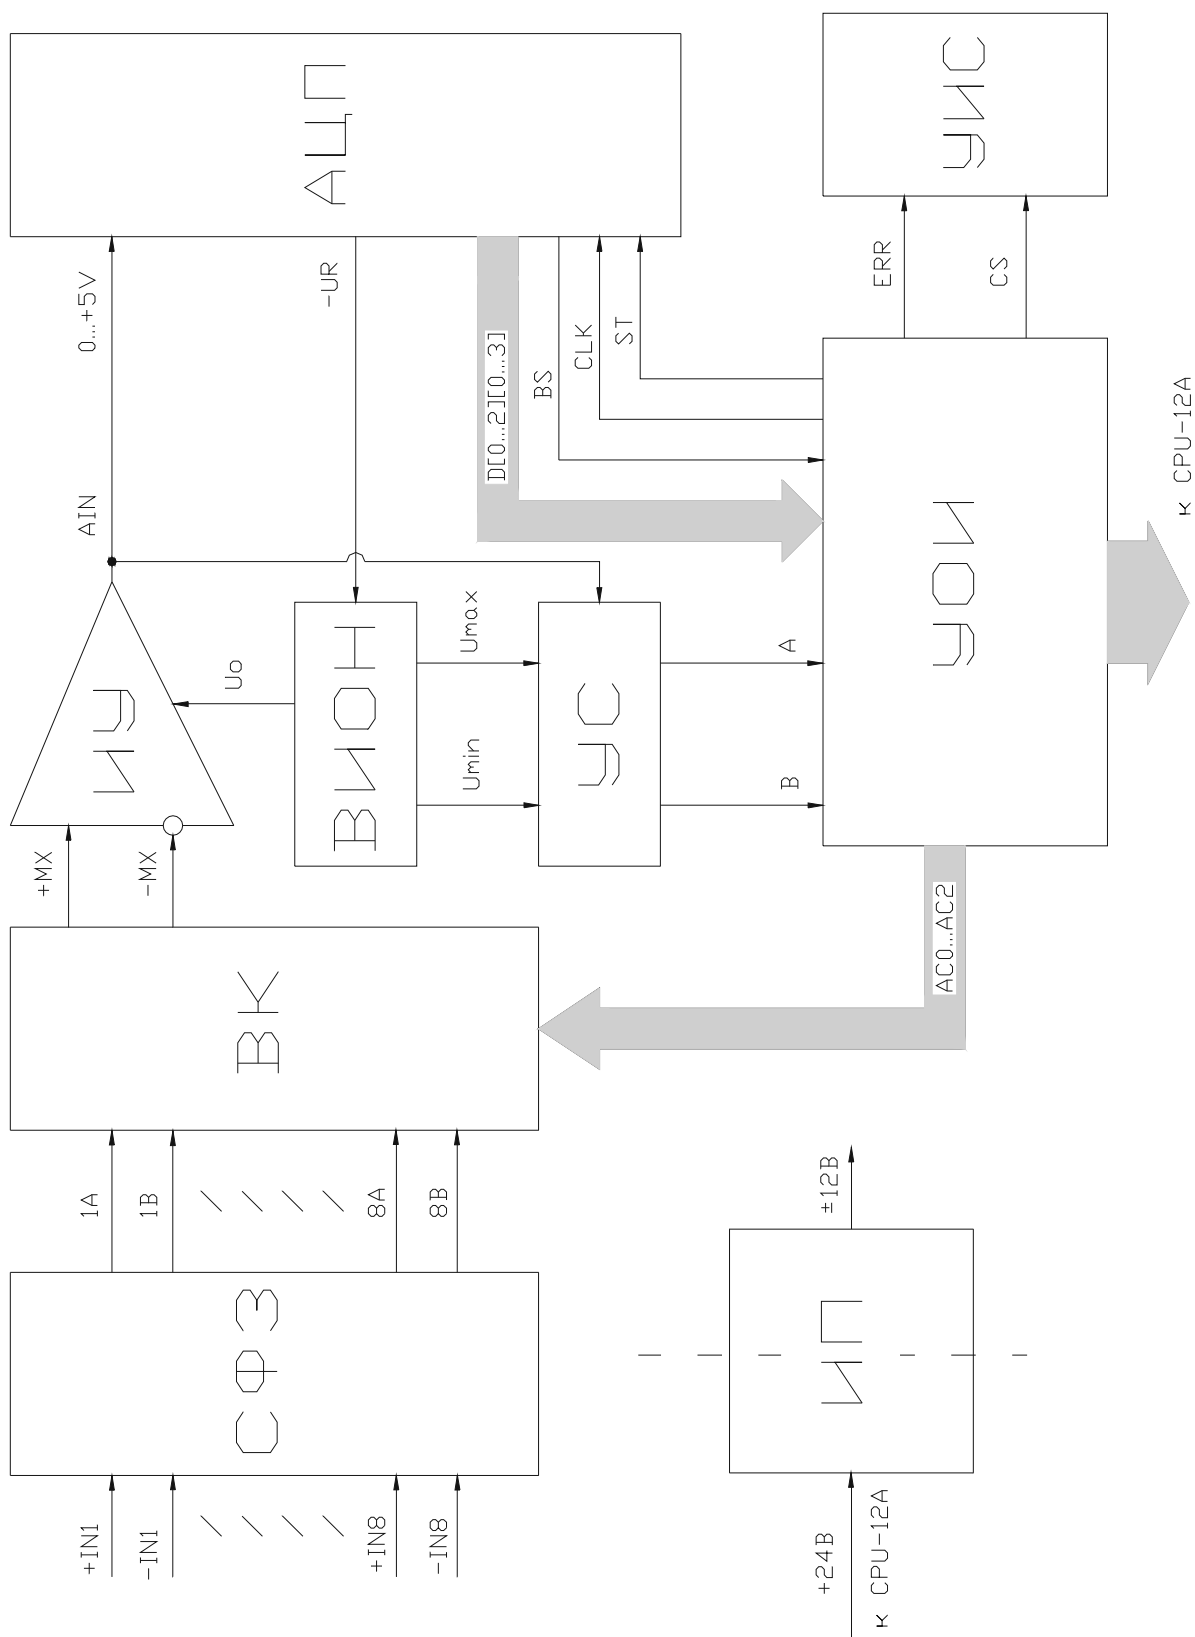 +IN1
-IN1
+IN8
-IN8
СФЗ
1A
1B
8A
8B
ВК
+MX
-MX
ИУ
AIN
0...+5V
АЦП
Uo
-UR
ВИОН
Umin
Umax
УС
B
A
D[0...2][0...3]
BS
CLK
ST
AC0...AC2
УОИ
ERR
CS
УИС
к CPU-12A
+24В
к CPU-12A
ИП
±12В